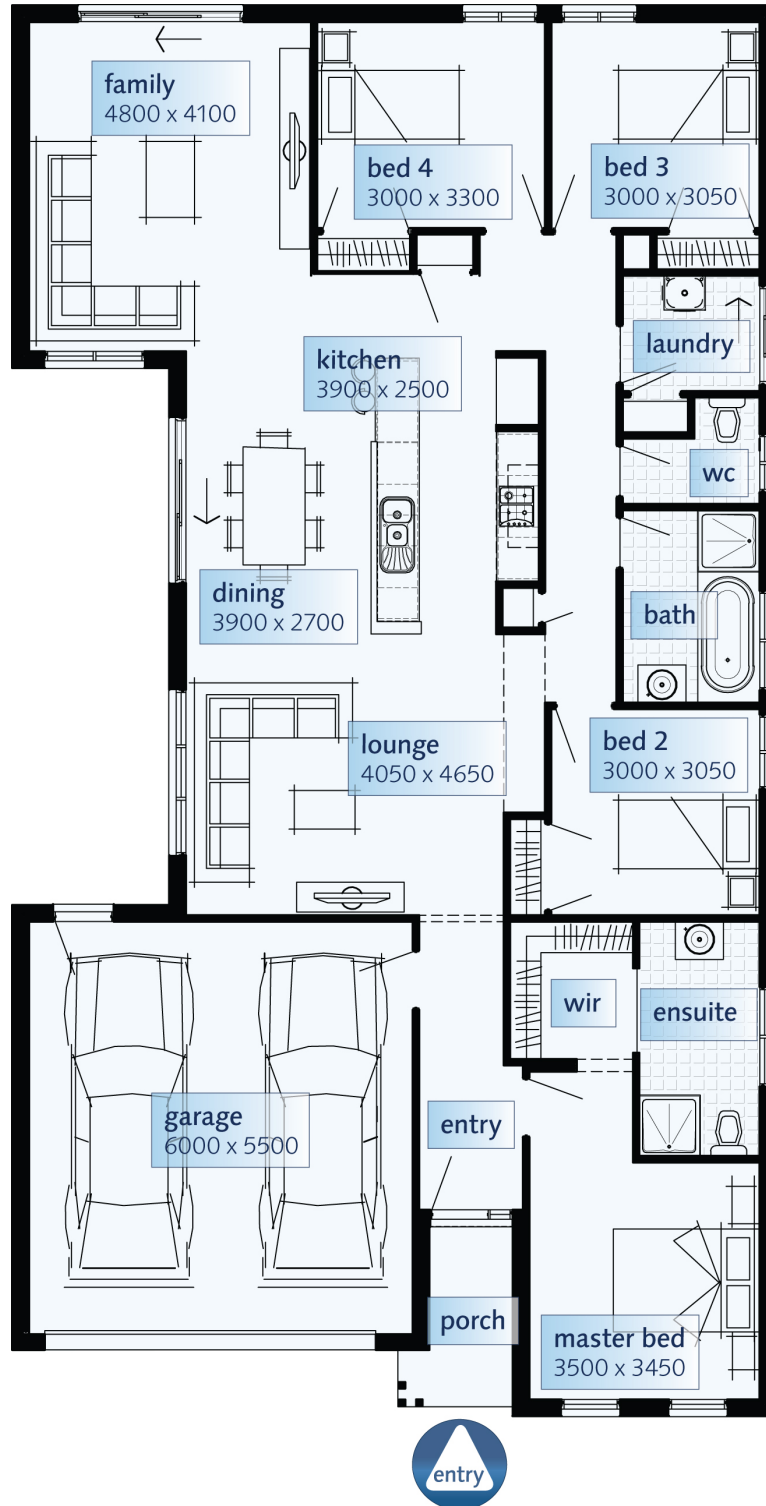 family
4800 x 4100
bed 4
3000 x 3300
bed 3
3000 x 3050
kitchen
3900 x 2500
laundry
wc
dining
3900 x 2700
bath
lounge
4050 x 4650
bed 2
3000 x 3050
wir
ensuite
garage
6000 x 5500
entry
porch
master bed
3500 x 3450
entry